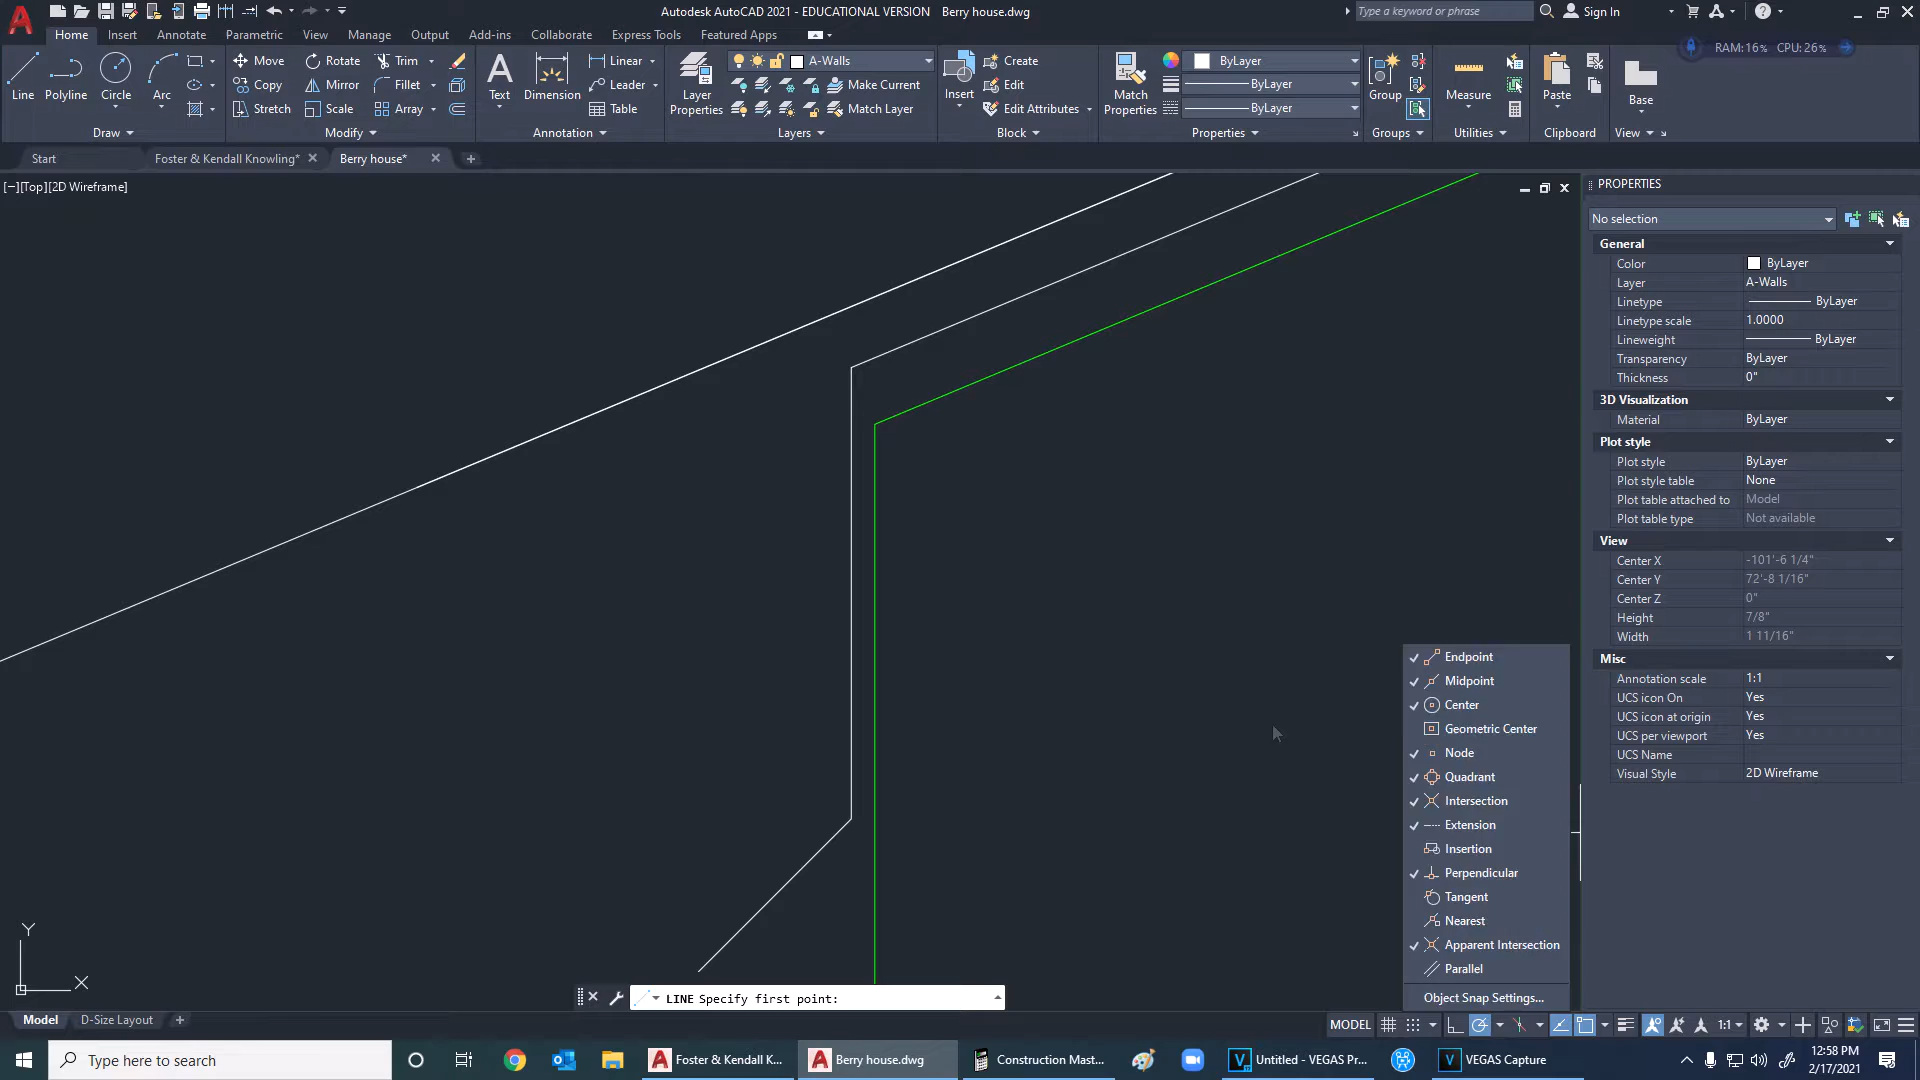 Autodesk AutoCAD 2021 - EDUCATIONAL VERSION Berry house.dwg
Type a keyword or phrase
Sign In
Home Insert Annotate Parametric View Manage Output Add-ins Collaborate Express Tools Featured Apps
RAM:16% CPU:26%
Line Polyline Circle Arc
Move Rotate Trim
Copy Mirror Fillet
Stretch Scale Array
Text Dimension
Linear
Leader
Table
Layer Properties
A-Walls
Make Current
Match Layer
Insert
Create
Edit
Edit Attributes
Match Properties
ByLayer
ByLayer
ByLayer
Group
Measure
Paste
Base
Draw Modify Annotation Layers Block Properties Groups Utilities Clipboard View
Start Foster & Kendall Knowling* Berry house*
[−][Top][2D Wireframe]
PROPERTIES
No selection
General
Color ByLayer
Layer A-Walls
Linetype ByLayer
Linetype scale 1.0000
Lineweight ByLayer
Transparency ByLayer
Thickness 0"
3D Visualization
Material ByLayer
Plot style
Plot style ByLayer
Plot style table None
Plot table attached to Model
Plot table type Not available
View
Center X -101'-6 1/4"
Center Y 72'-8 1/16"
Center Z 0"
Height 7/8"
Width 1 11/16"
Misc
Annotation scale 1:1
UCS icon On Yes
UCS icon at origin Yes
UCS per viewport Yes
UCS Name
Visual Style 2D Wireframe
Endpoint
Midpoint
Center
Geometric Center
Node
Quadrant
Intersection
Extension
Insertion
Perpendicular
Tangent
Nearest
Apparent Intersection
Parallel
Object Snap Settings...
Y
X
LINE Specify first point:
Model D-Size Layout
MODEL
1:1
Type here to search
Foster & Kendall K...
Berry house.dwg
Construction Mast...
Untitled - VEGAS Pr...
VEGAS Capture
12:58 PM
2/17/2021